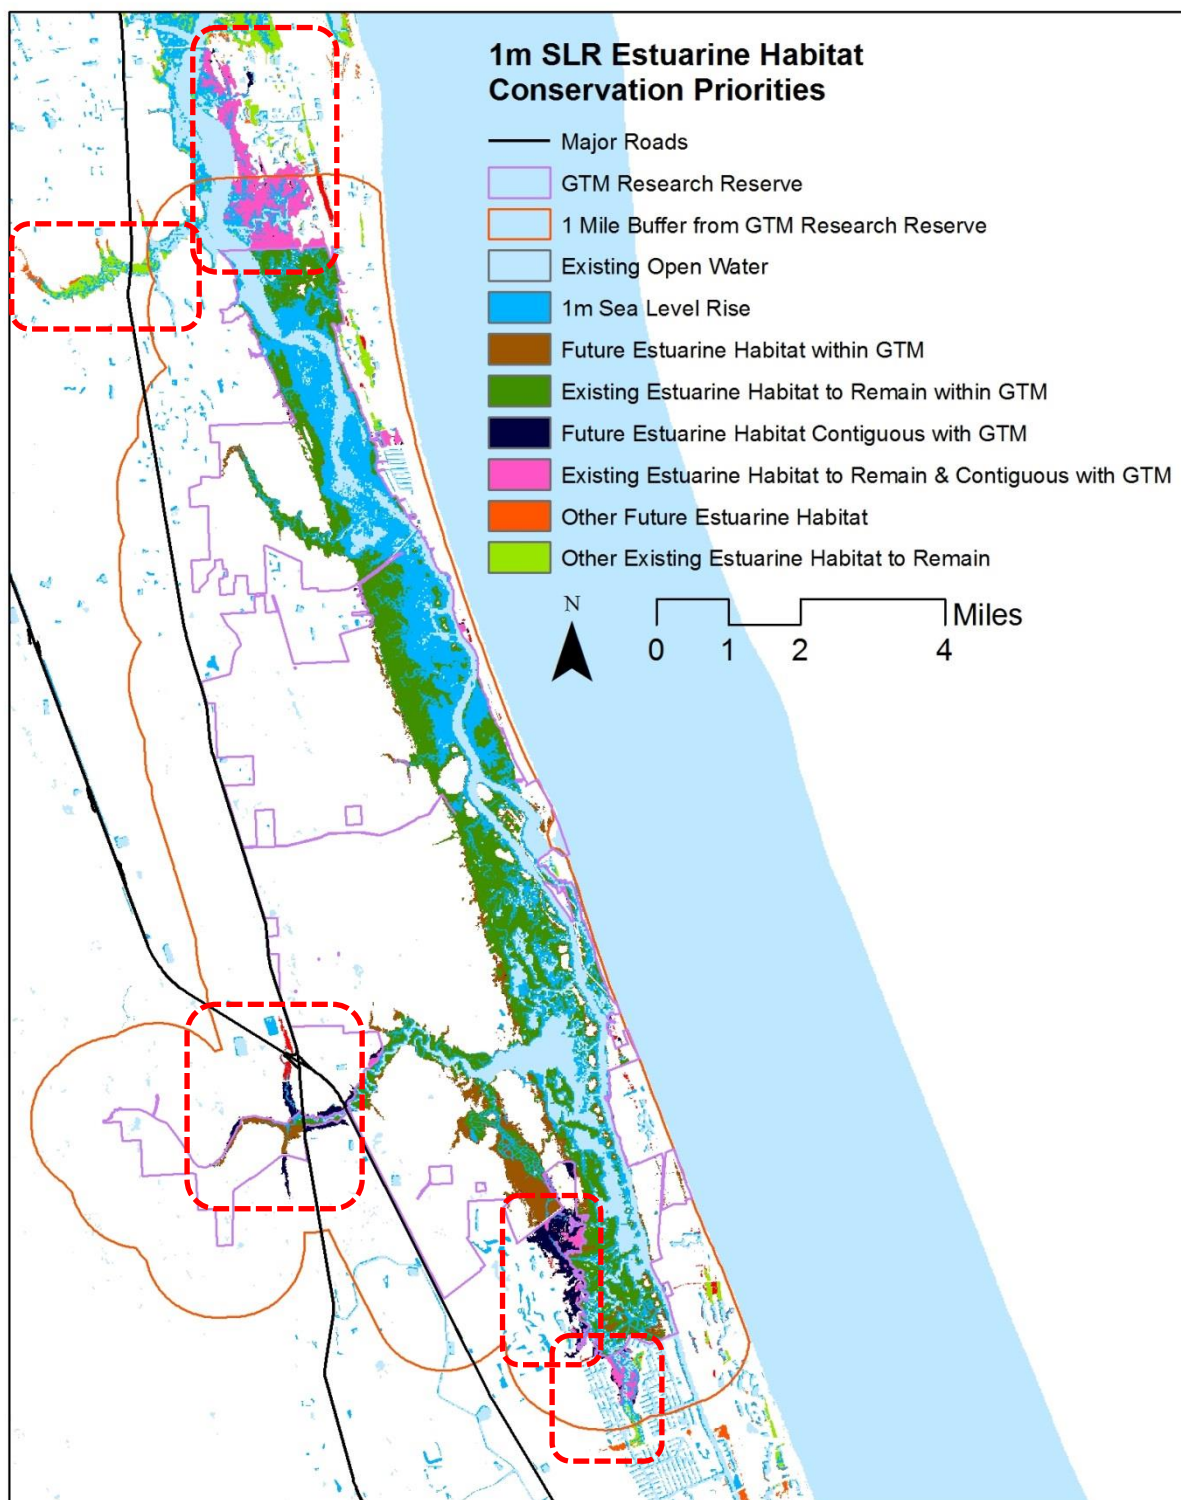 1m SLR Estuarine Habitat
Conservation Priorities
Major Roads
GTM Research Reserve
1 Mile Buffer from GTM Research Reserve
Existing Open Water
1m Sea Level Rise
Future Estuarine Habitat within GTM
Existing Estuarine Habitat to Remain within GTM
Future Estuarine Habitat Contiguous with GTM
Existing Estuarine Habitat to Remain & Contiguous with GTM
Other Future Estuarine Habitat
Other Existing Estuarine Habitat to Remain
N
Miles
0 1 2 4